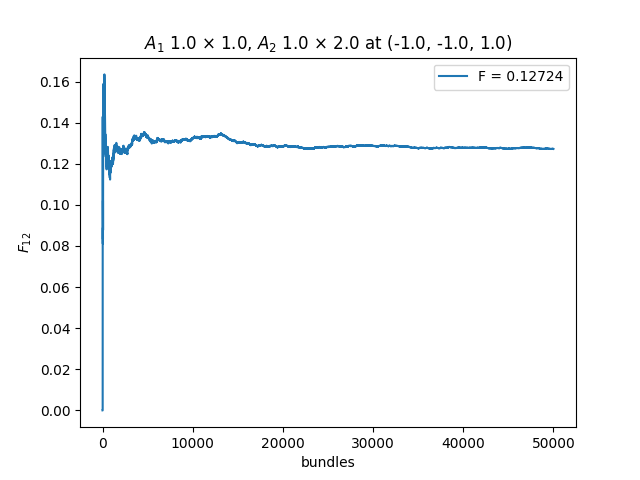 A₁ 1.0 × 1.0, A₂ 1.0 × 2.0 at (-1.0, -1.0, 1.0)
F = 0.12724
0.16
0.14
0.12
0.10
0.08
0.06
0.04
0.02
0.00
F₁₂
0 10000 20000 30000 40000 50000
bundles